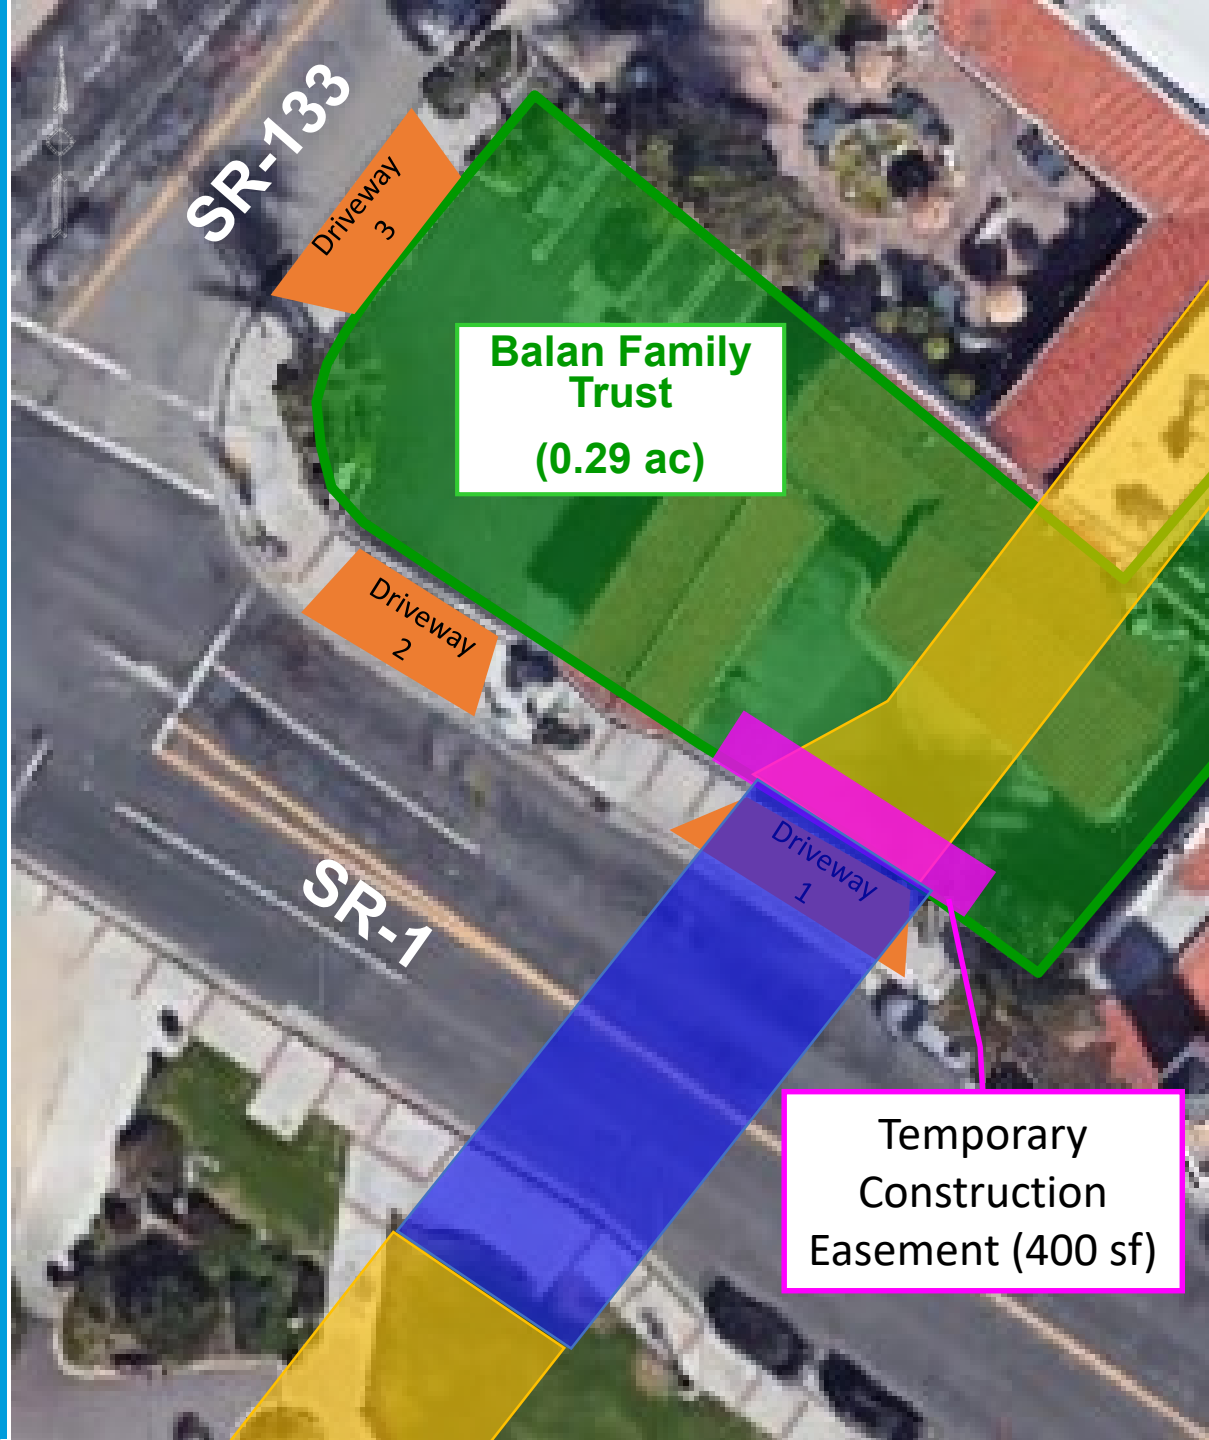 SR-133
Driveway
3
Balan Family
Trust
(0.29 ac)
Driveway
2
Driveway
1
SR-1
Temporary
Construction
Easement (400 sf)